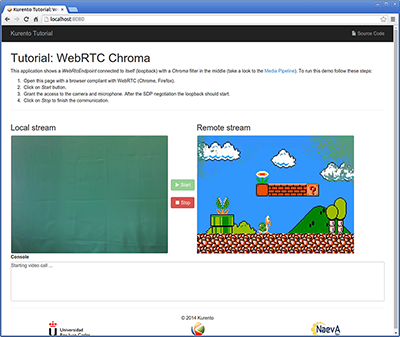 Kurento Tutorial: We
localhost:8080
Kurento Tutorial
Source Code
Tutorial: WebRTC Chroma
This application shows a WebRtcEndpoint connected to itself (loopback) with a Chroma filter in the middle (take a look to the Media Pipeline). To run this demo follow these steps:
1. Open this page with a browser compliant with WebRTC (Chrome, Firefox).
2. Click on Start button.
3. Grant the access to the camera and microphone. After the SDP negotiation the loopback should start.
4. Click on Stop to finish the communication.
Local stream
Remote stream
Start
Stop
?
Console
Starting video call ...
© 2014 Kurento
Universidad
Rey Juan Carlos
NaevA